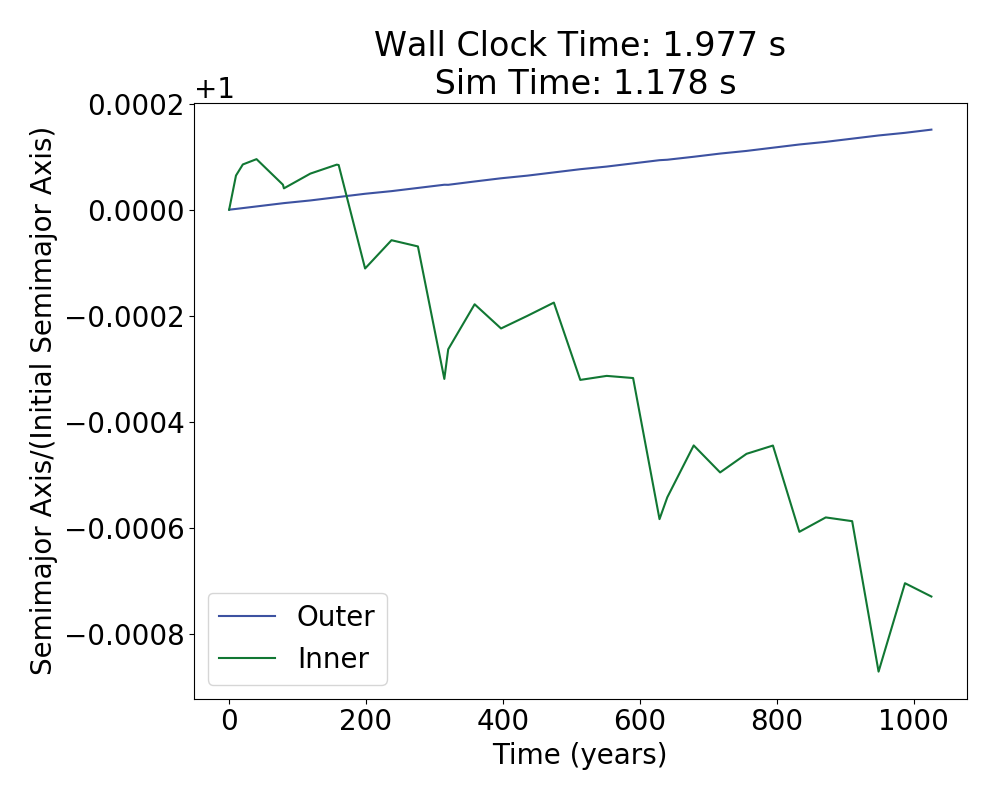 Wall Clock Time: 1.977 s
Sim Time: 1.178 s
+1
0.0002
0.0000
−0.0002
−0.0004
−0.0006
−0.0008
Semimajor Axis/(Initial Semimajor Axis)
Outer
Inner
0 200 400 600 800 1000
Time (years)